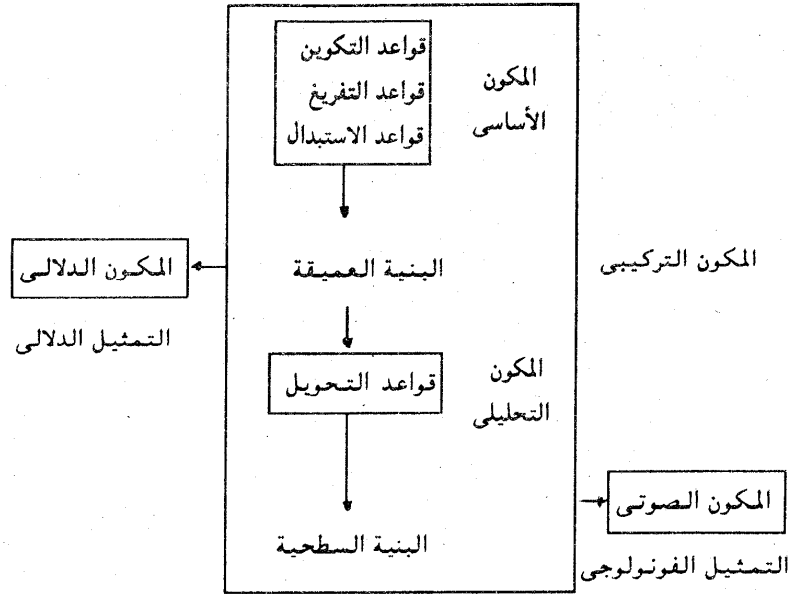 قواعد التكوين
قواعد التفريغ
قواعد الاستبدال
المكون
الأساسى
المكون التركيبى
البنية العميقة
المكون الدلالى
التمثيل الدلالى
المكون
التحليلى
قواعد التحويل
المكون الصوتى
البنية السطحية
التمثيل الفونولوجى